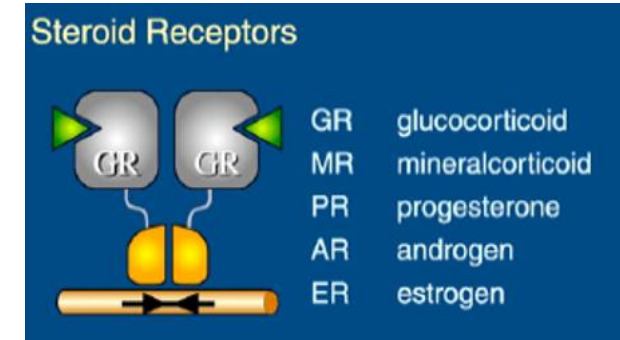 Steroid Receptors
GR GR
GR glucocorticoid
MR mineralcorticoid
PR progesterone
AR androgen
ER estrogen